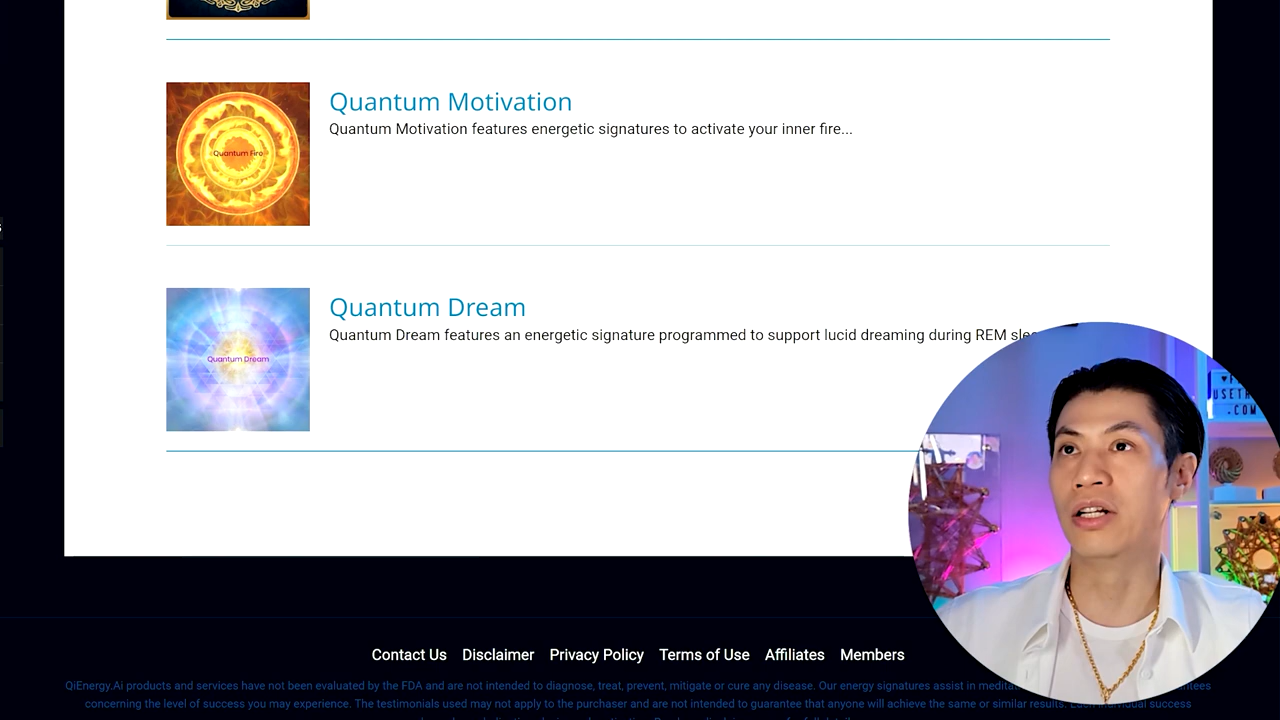 Quantum Motivation
Quantum Motivation features energetic signatures to activate your inner fire...
Quantum Fire
Quantum Dream
Quantum Dream features an energetic signature programmed to support lucid dreaming during REM
Quantum Dream
USETH
.COM
Contact Us Disclaimer Privacy Policy Terms of Use Affiliates Members
QiEnergy.Ai products and services have not been evaluated by the FDA and are not intended to diagnose, treat, prevent, mitigate or cure any disease. Our energy signatures assist in
concerning the level of success you may experience. The testimonials used may not apply to the purchaser and are not intended to guarantee that anyone will achieve the same or similar results. Each individual success